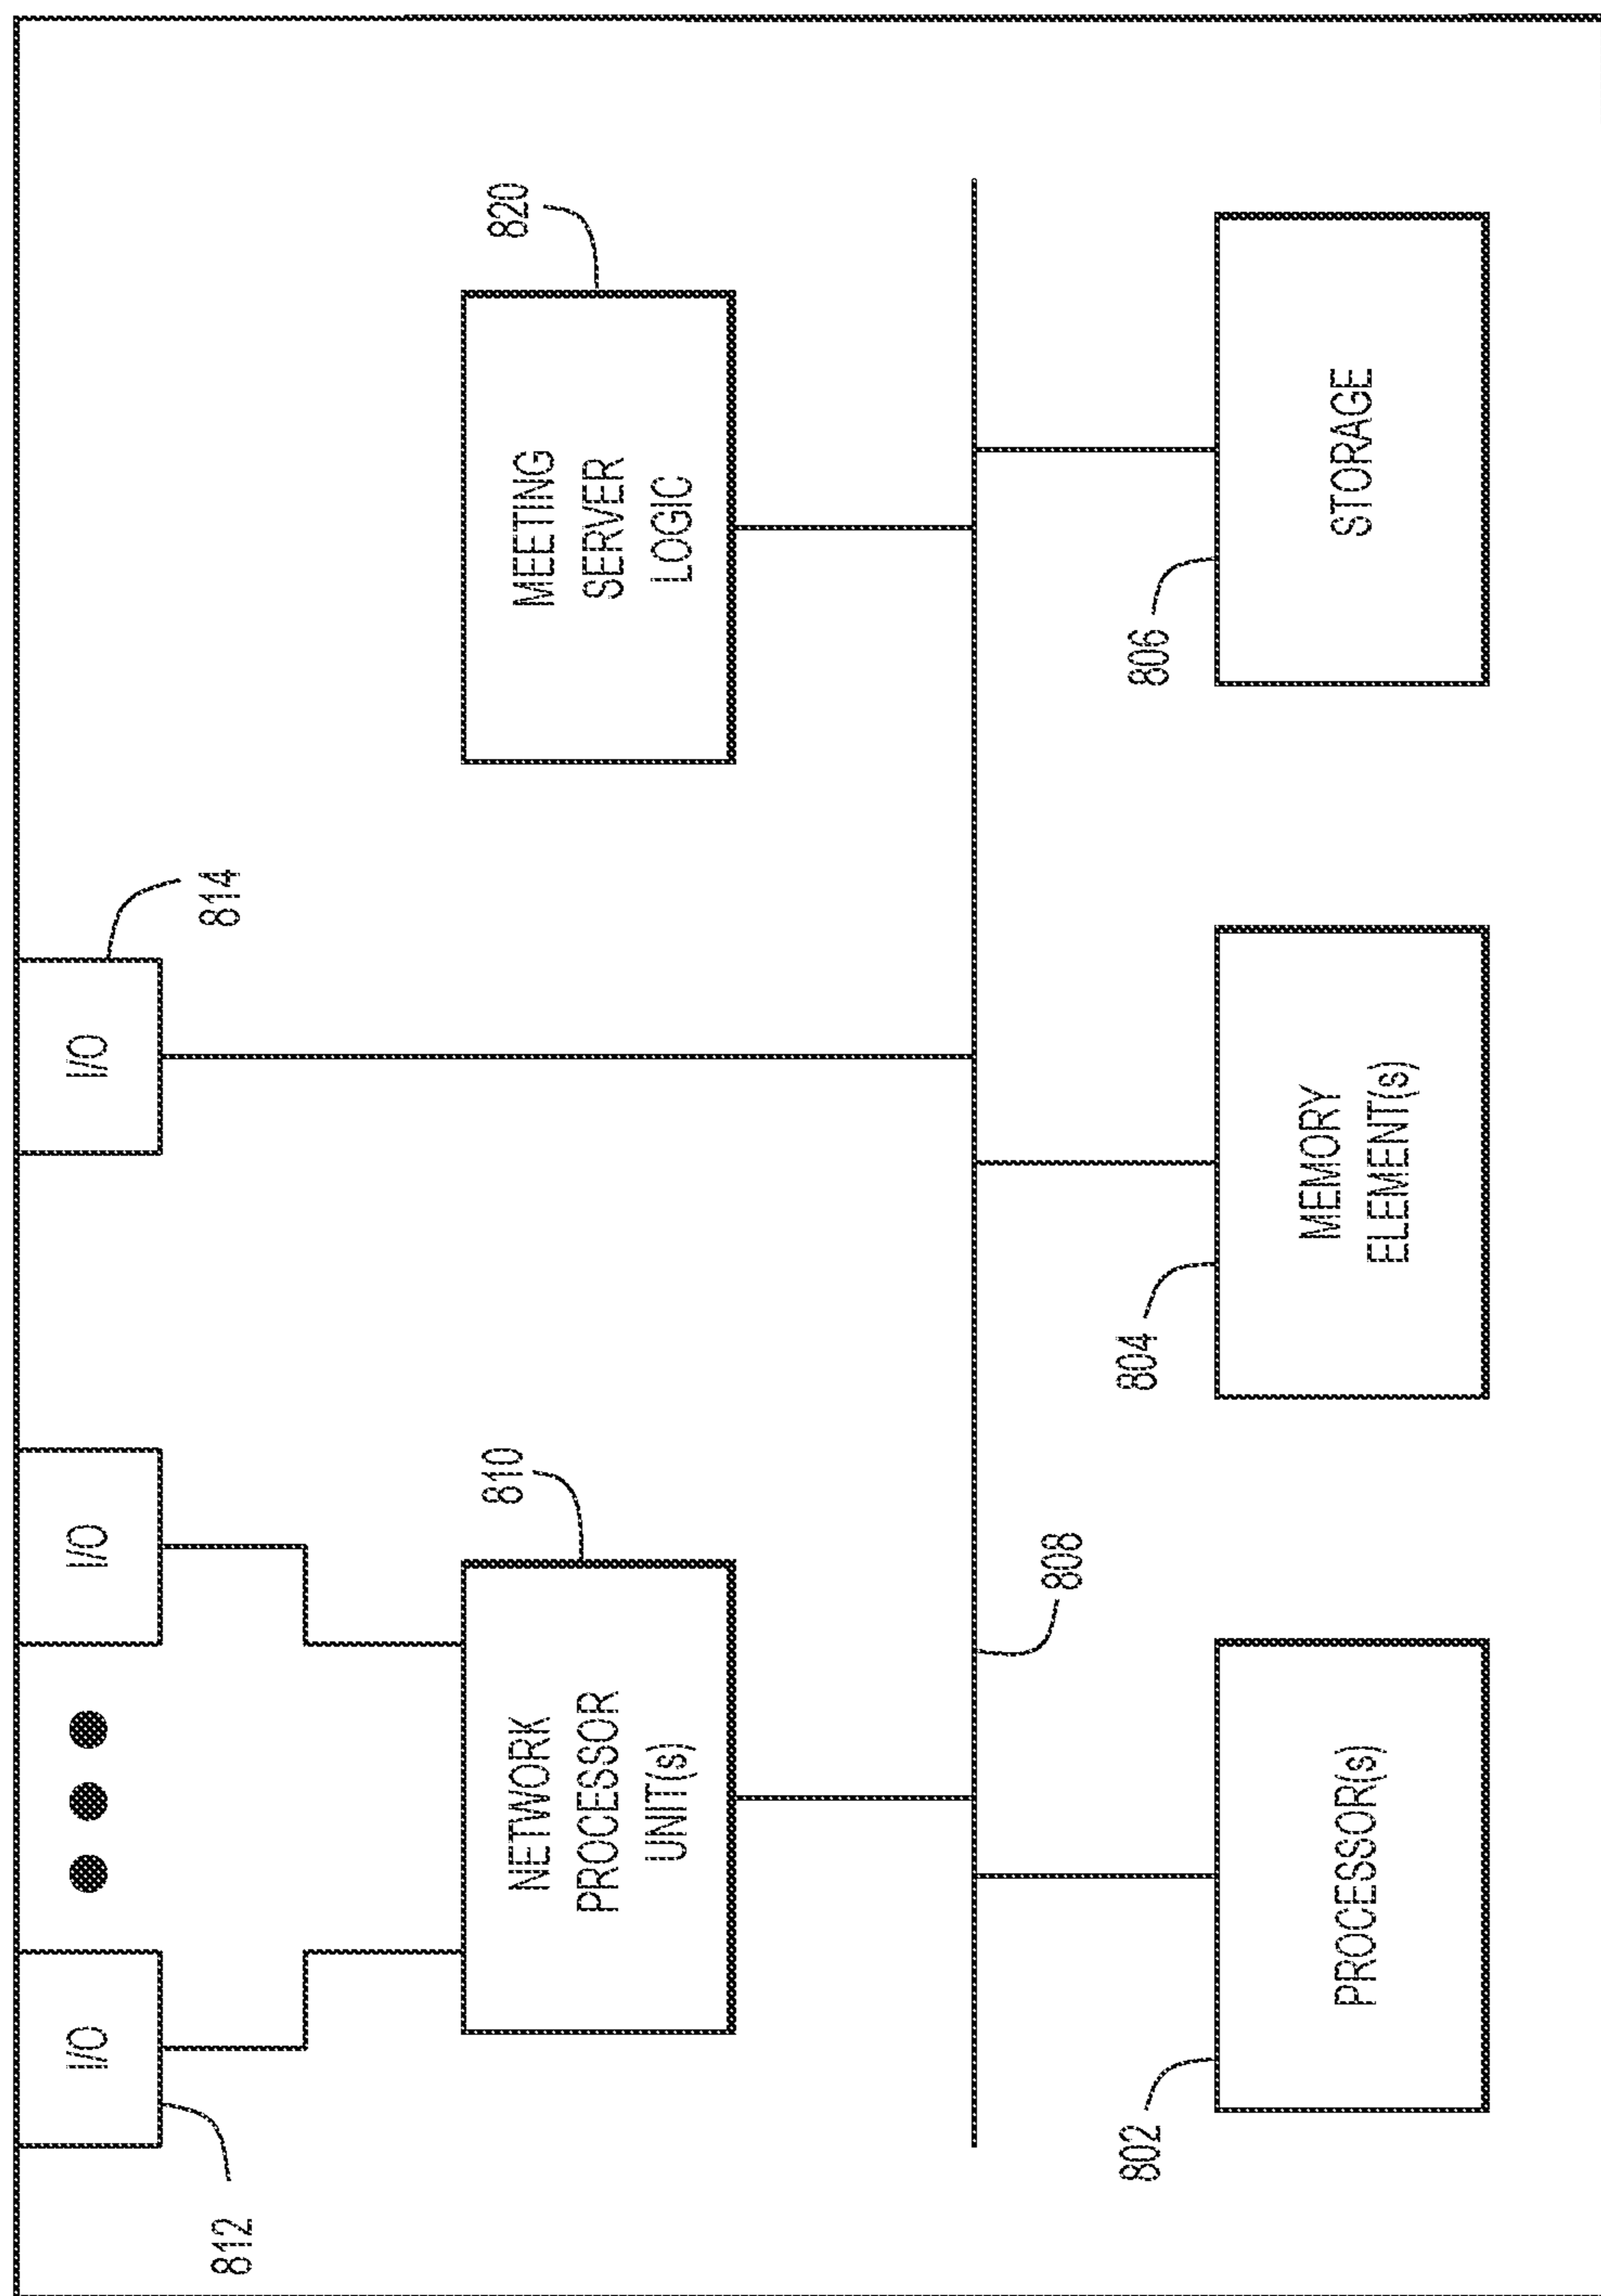 812
I/O
I/O
I/O
814
810
NETWORK
PROCESSOR
UNIT(s)
820
MEETING
SERVER
LOGIC
808
802
PROCESSOR(s)
804
MEMORY
ELEMENT(s)
806
STORAGE